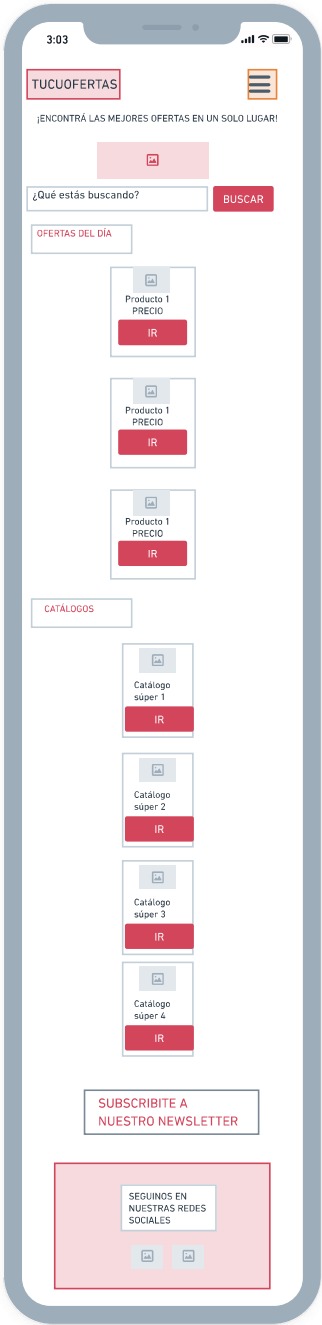 3:03
TUCUOFERTAS
¡ENCONTRÁ LAS MEJORES OFERTAS EN UN SOLO LUGAR!
¿Qué estás buscando?
BUSCAR
OFERTAS DEL DÍA
Producto 1
PRECIO
IR
Producto 1
PRECIO
IR
Producto 1
PRECIO
IR
CATÁLOGOS
Catálogo
súper 1
IR
Catálogo
súper 2
IR
Catálogo
súper 3
IR
Catálogo
súper 4
IR
SUBSCRIBITE A
NUESTRO NEWSLETTER
SEGUINOS EN
NUESTRAS REDES
SOCIALES